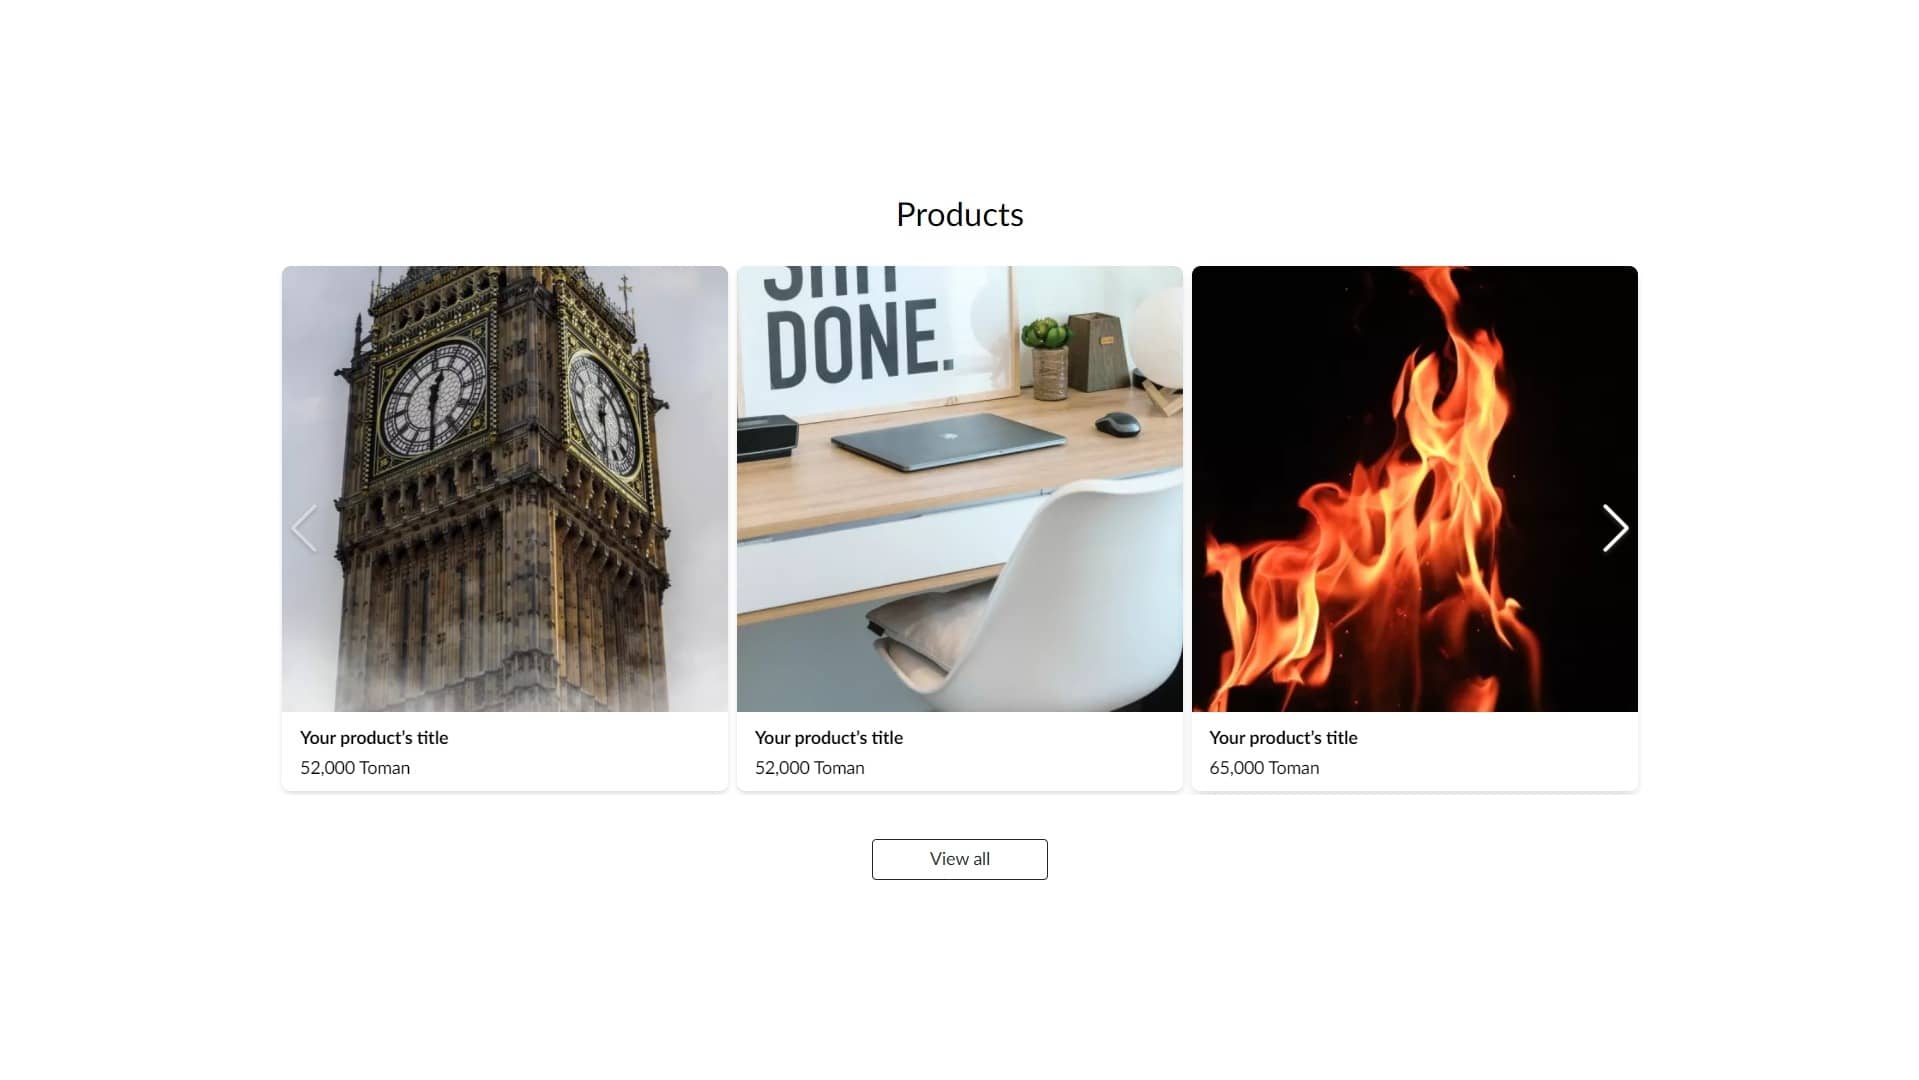 Products
DONE.
Your product's title
52,000 Toman
Your product's title
52,000 Toman
Your product's title
65,000 Toman
View all